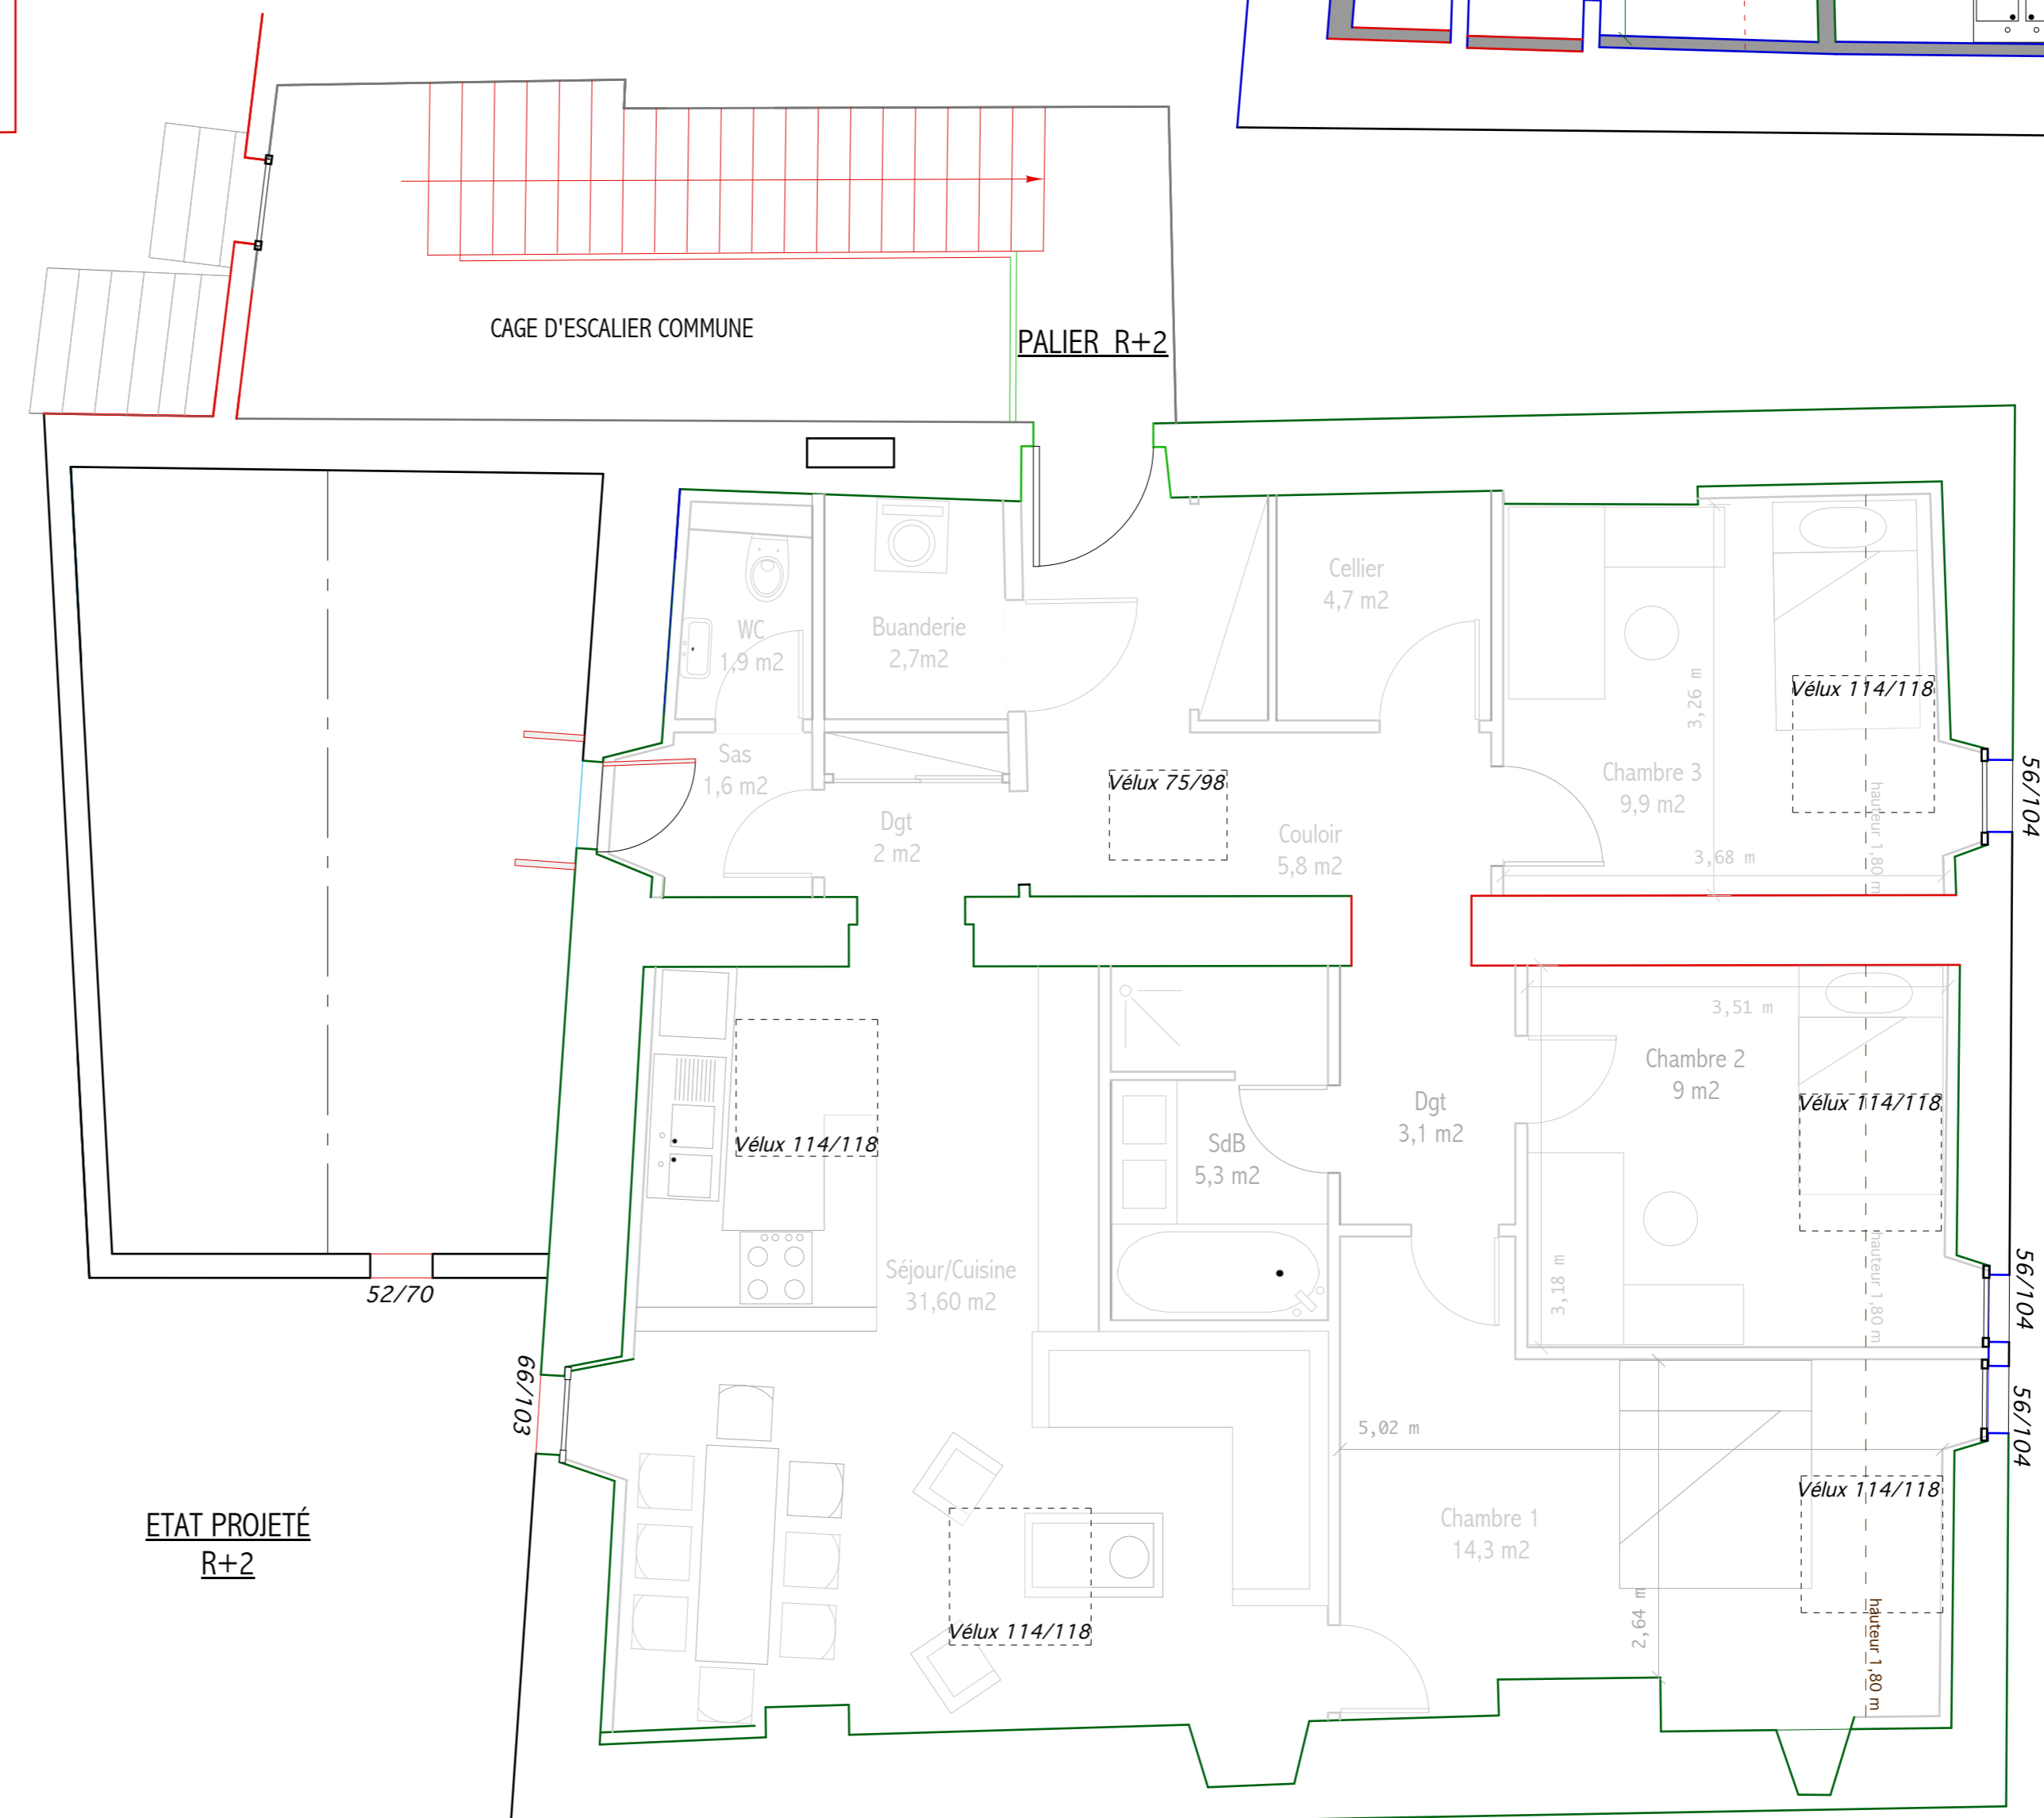 CAGE D'ESCALIER COMMUNE
PALIER R+2
Cellier
4,7 m2
WC
1,9 m2
Buanderie
2,7m2
Vélux 114/118
3,26 m
Sas
1,6 m2
Vélux 75/98
Chambre 3
9,9 m2
hauteur 1,80 m
56/104
Dgt
2 m2
Couloir
5,8 m2
3,68 m
3,51 m
Chambre 2
9 m2
Vélux 114/118
Dgt
3,1 m2
Vélux 114/118
SdB
5,3 m2
Séjour/Cuisine
31,60 m2
3,18 m
hauteur 1,80 m
56/104
52/70
66/103
5,02 m
56/104
Vélux 114/118
ETAT PROJETÉ
R+2
Chambre 1
14,3 m2
2,64 m
hauteur 1,80 m
Vélux 114/118